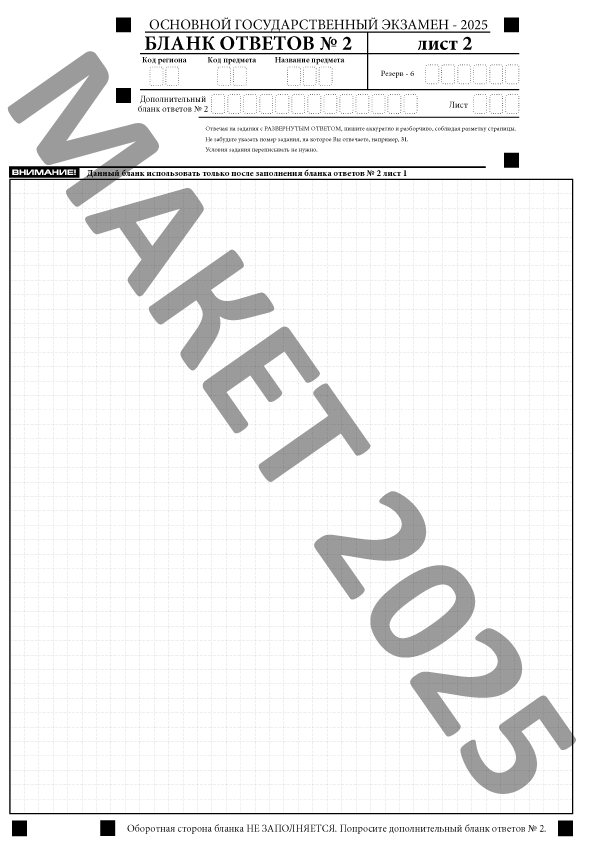 ОСНОВНОЙ ГОСУДАРСТВЕННЫЙ ЭКЗАМЕН - 2025
БЛАНК ОТВЕТОВ № 2 лист 2
Код региона Код предмета Название предмета
Резерв - 6
Дополнительный
бланк ответов № 2
Лист
Отвечая на задания с РАЗВЕРНУТЫМ ОТВЕТОМ, пишите аккуратно и разборчиво, соблюдая разметку страницы.
Не забудьте указать номер задания, на которое Вы отвечаете, например, 31.
Условия задания переписывать не нужно.
ВНИМАНИЕ! Данный бланк использовать только после заполнения бланка ответов № 2 лист 1
МАКЕТ 2025
Оборотная сторона бланка НЕ ЗАПОЛНЯЕТСЯ. Попросите дополнительный бланк ответов № 2.